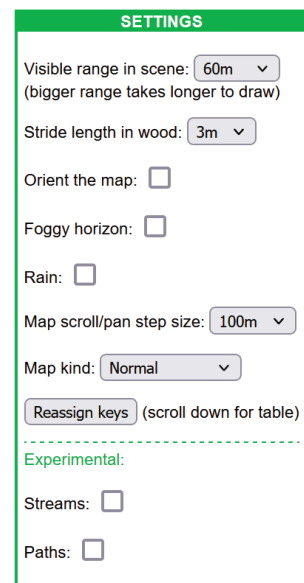 SETTINGS
Visible range in scene: 60m
(bigger range takes longer to draw)
Stride length in wood: 3m
Orient the map:
Foggy horizon:
Rain:
Map scroll/pan step size: 100m
Map kind: Normal
Reassign keys (scroll down for table)
Experimental:
Streams:
Paths: